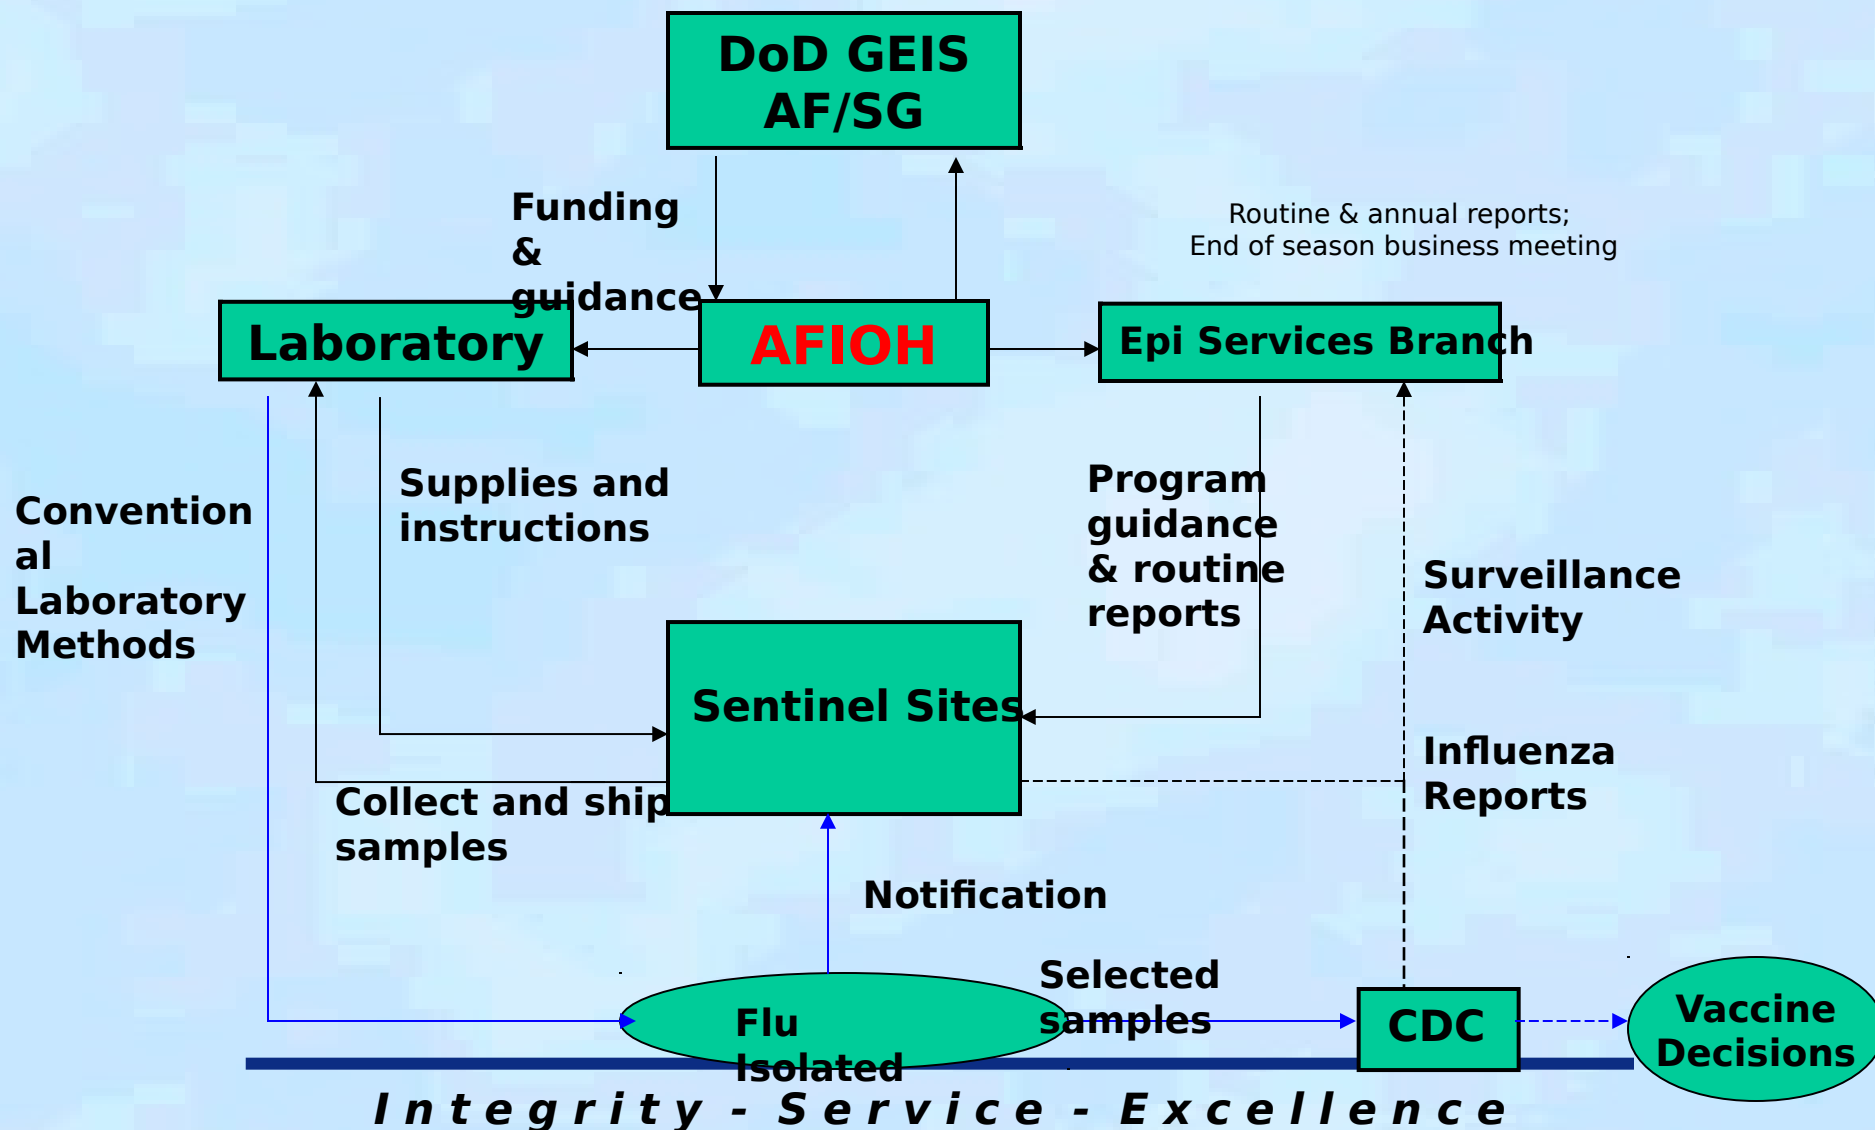 DoD GEIS
AF/SG
Funding
&
guidance
Routine & annual reports;
End of season business meeting
Laboratory
AFIOH
Epi Services Branch
Convention
al
Laboratory
Methods
Supplies and
instructions
Program
guidance
& routine
reports
Surveillance
Activity
Sentinel Sites
Influenza
Reports
Collect and ship
samples
Notification
Selected
samples
Flu
Isolated
CDC
Vaccine
Decisions
Integrity - Service - Excellence